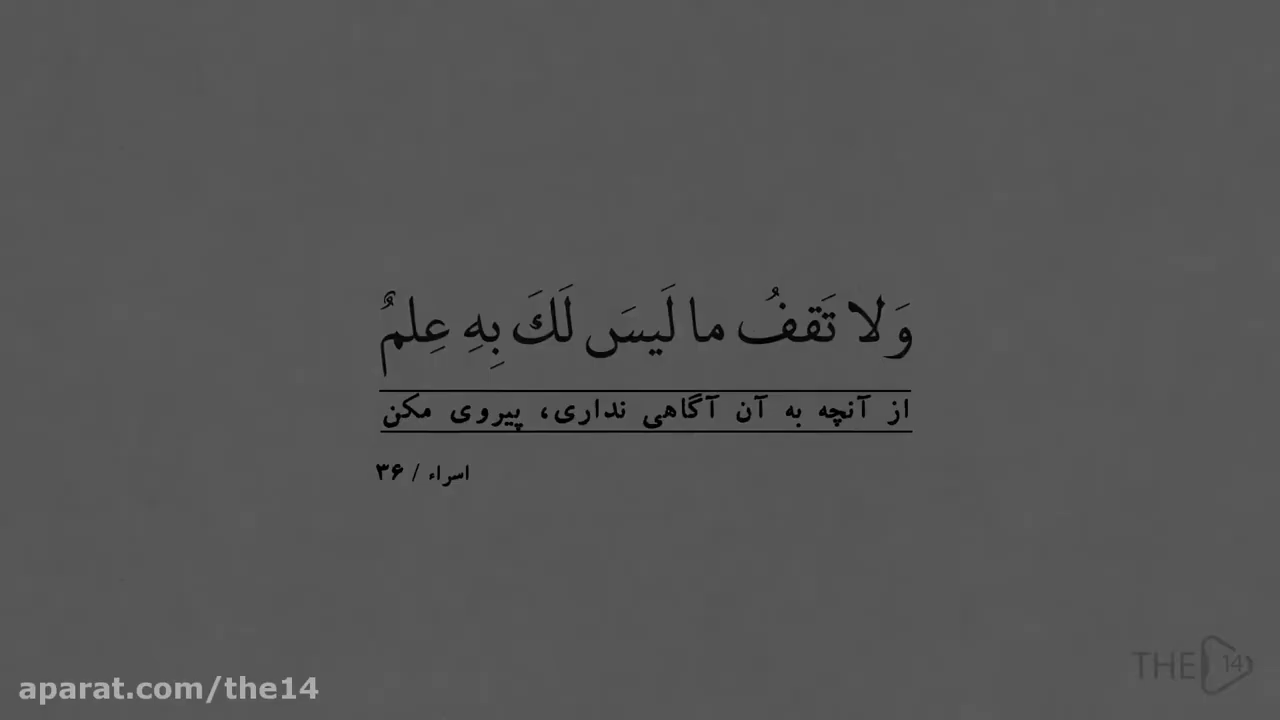 وَلا تَقفُ ما لَيسَ لَكَ بِهِ عِلمٌ
از آنچه به آن آگاهی نداری، پیروی مکن
اسراء / ۳۶
THE 14
aparat.com/the14